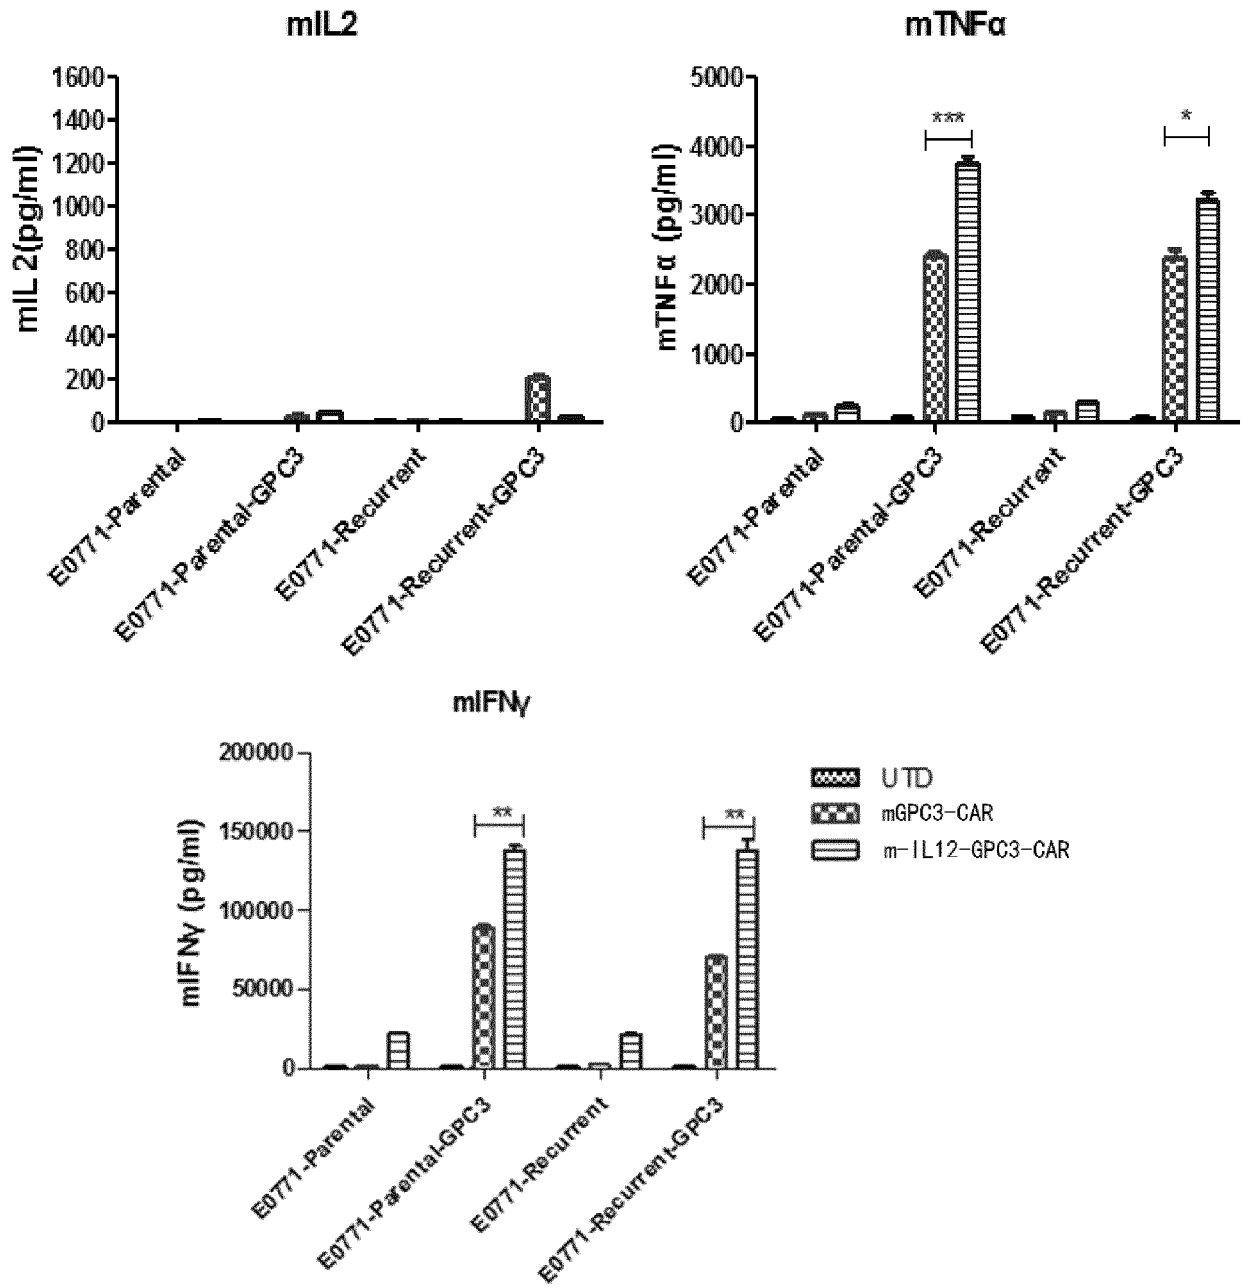 mIL2
1600
1400
1200
1000
800
600
400
200
0
mIL2(pg/ml)
E0771-Parental
E0771-Parental-GPC3
E0771-Recurrent
E0771-Recurrent-GPC3
mTNFα
5000
4000
3000
2000
1000
0
mTNFα (pg/ml)
***
*
E0771-Parental
E0771-Parental-GPC3
E0771-Recurrent
E0771-Recurrent-GPC3
mIFNγ
200000
150000
100000
50000
0
mIFNγ (pg/ml)
**
**
E0771-Parental
E0771-Parental-GPC3
E0771-Recurrent
E0771-Recurrent-GPC3
UTD
mGPC3-CAR
m-IL12-GPC3-CAR